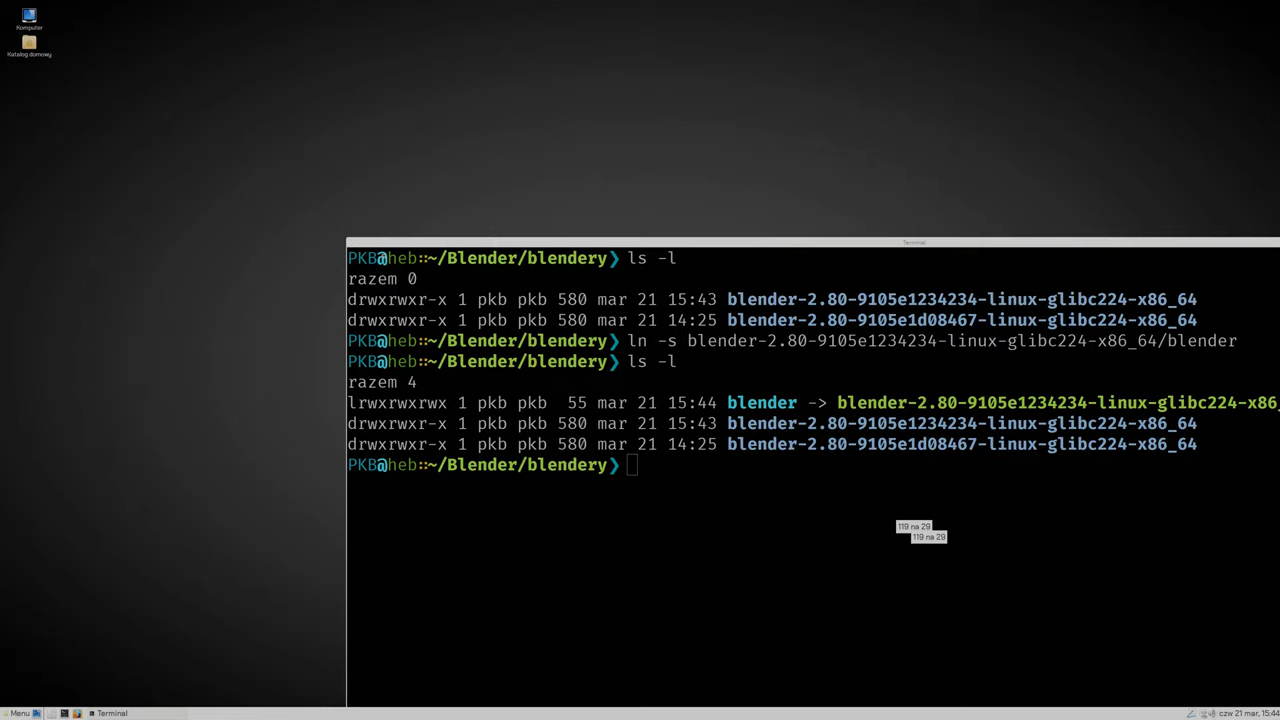 Komputer
Katalog domowy
Terminal
PKB@heb::~/Blender/blendery❯ ls -l
razem 0
drwxrwxr-x 1 pkb pkb 580 mar 21 15:43 blender-2.80-9105e1234234-linux-glibc224-x86_64
drwxrwxr-x 1 pkb pkb 580 mar 21 14:25 blender-2.80-9105e1d08467-linux-glibc224-x86_64
PKB@heb::~/Blender/blendery❯ ln -s blender-2.80-9105e1234234-linux-glibc224-x86_64/blender
PKB@heb::~/Blender/blendery❯ ls -l
razem 4
lrwxrwxrwx 1 pkb pkb  55 mar 21 15:44 blender -> blender-2.80-9105e1234234-linux-glibc224-x86_
drwxrwxr-x 1 pkb pkb 580 mar 21 15:43 blender-2.80-9105e1234234-linux-glibc224-x86_64
drwxrwxr-x 1 pkb pkb 580 mar 21 14:25 blender-2.80-9105e1d08467-linux-glibc224-x86_64
PKB@heb::~/Blender/blendery❯
119 na 29
119 na 29
Menu
Terminal
czw 21 mar, 15:44